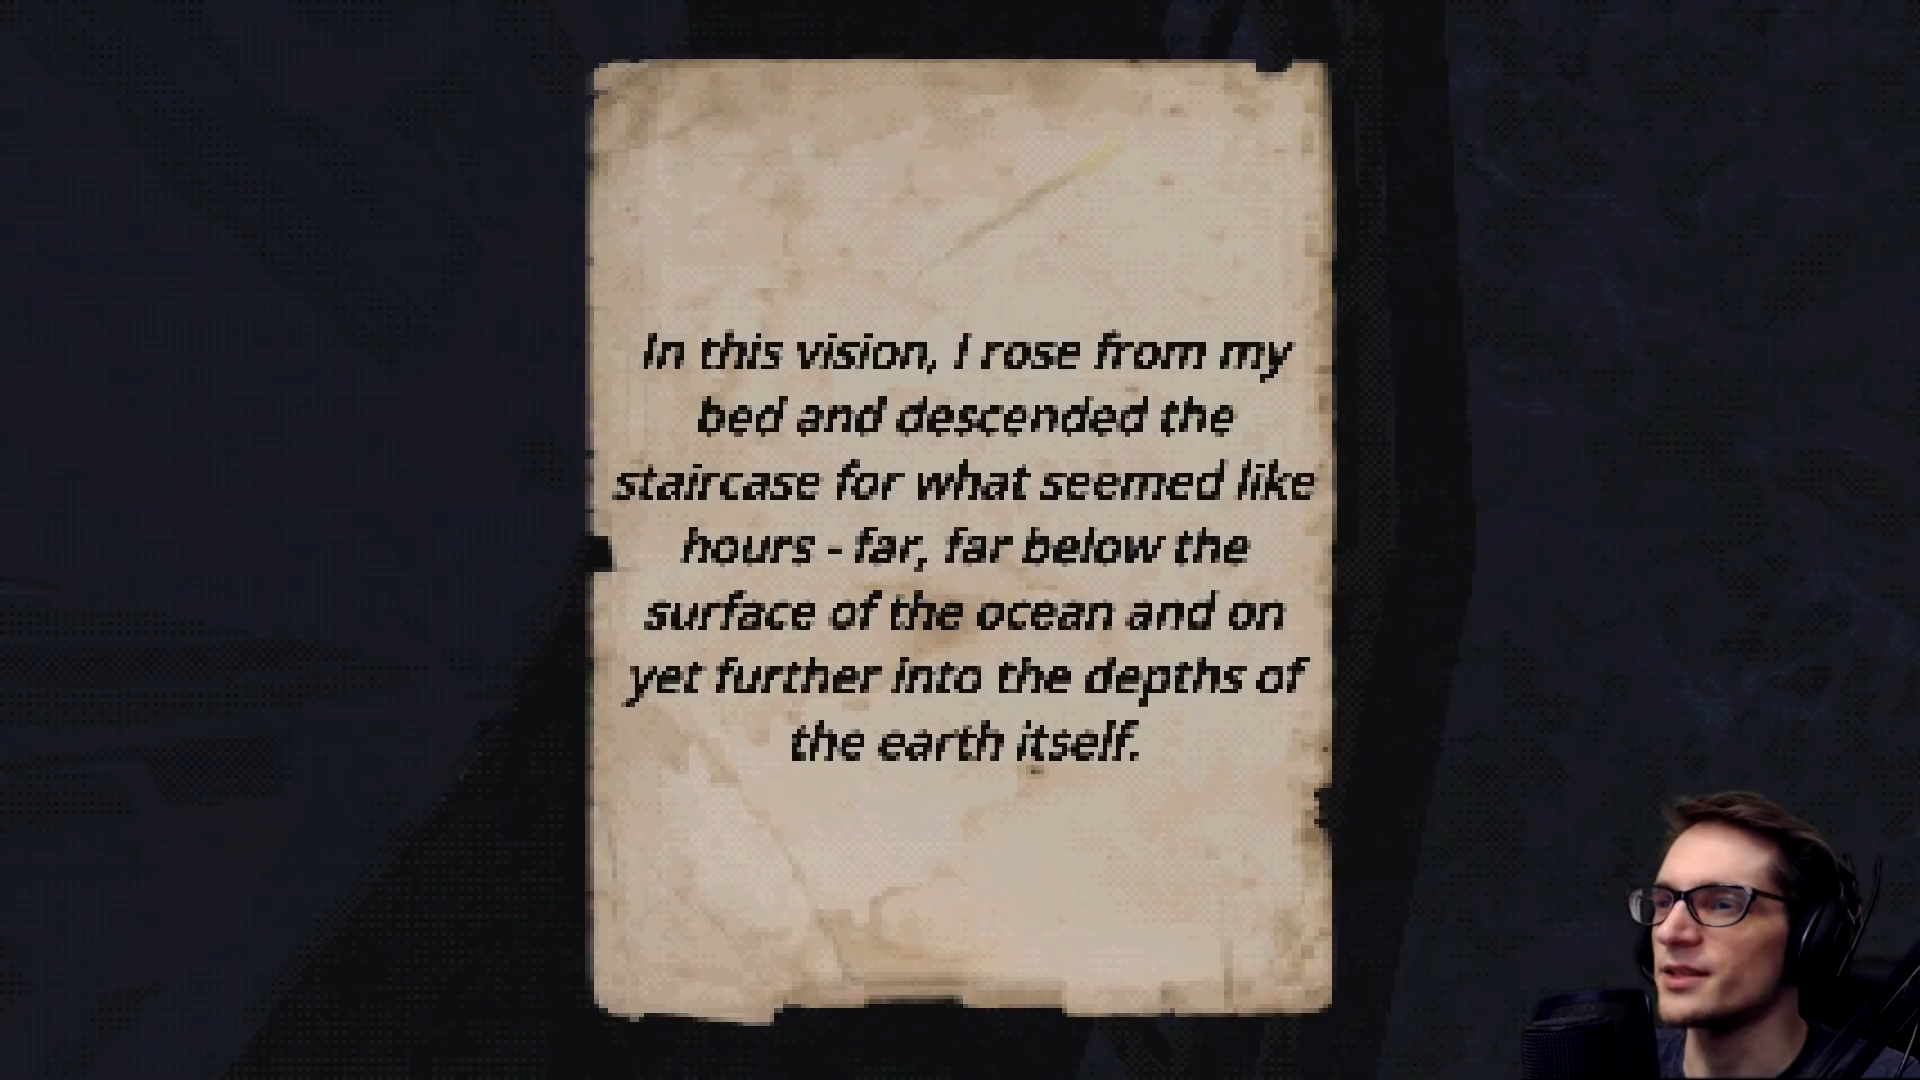 In this vision, I rose from my
bed and descended the
staircase for what seemed like
hours - far, far below the
surface of the ocean and on
yet further into the depths of
the earth itself.